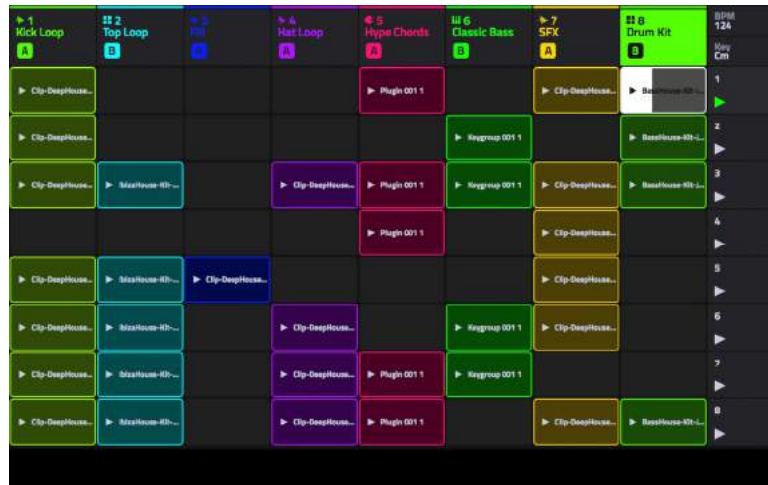 1 2 3 4 5 6 7 8 BPM
Kick Loop Top Loop Fill Hat Loop Hype Chords Classic Bass SFX Drum Kit 124
A B A A B A B Key
Cm
1
Clip-DeepHouse... Plugin 001 1 Clip-DeepHouse...
2
Clip-DeepHouse... Keygroup 001 1 BassHouse-Kit-i...
3
Clip-DeepHouse... IbizaHouse-Kit-... Clip-DeepHouse... Plugin 001 1 Keygroup 001 1 Clip-DeepHouse... BassHouse-Kit-i...
4
Plugin 001 1 Clip-DeepHouse...
5
Clip-DeepHouse... IbizaHouse-Kit-... Clip-DeepHouse... Clip-DeepHouse...
6
Clip-DeepHouse... IbizaHouse-Kit-... Clip-DeepHouse... Keygroup 001 1 Clip-DeepHouse...
7
Clip-DeepHouse... IbizaHouse-Kit-... Clip-DeepHouse... Plugin 001 1 Keygroup 001 1
8
Clip-DeepHouse... IbizaHouse-Kit-... Clip-DeepHouse... Plugin 001 1 Clip-DeepHouse... BassHouse-Kit-i...